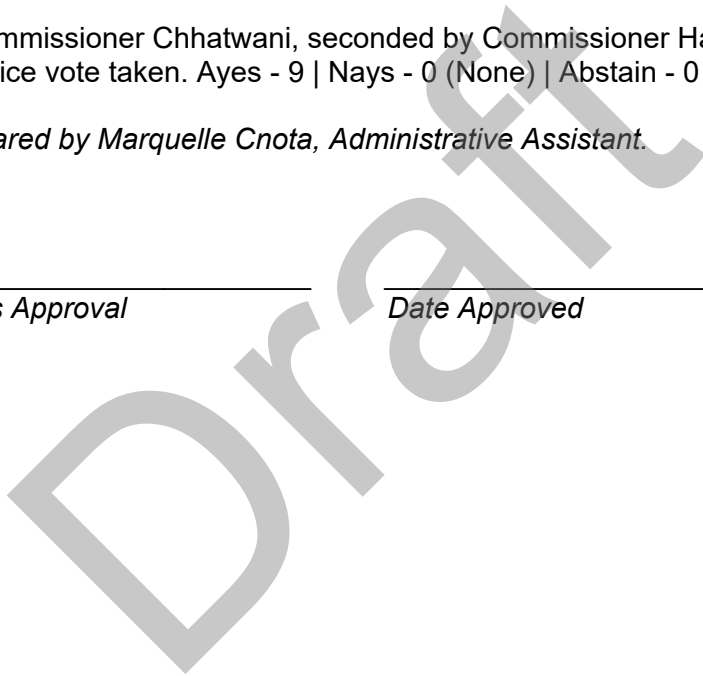 mmissioner Chhatwani, seconded by Commissioner Ha
ice vote taken. Ayes - 9 | Nays - 0 (None) | Abstain - 0
ared by Marquelle Cnota, Administrative Assistant.
s Approval Date Approved
Draft